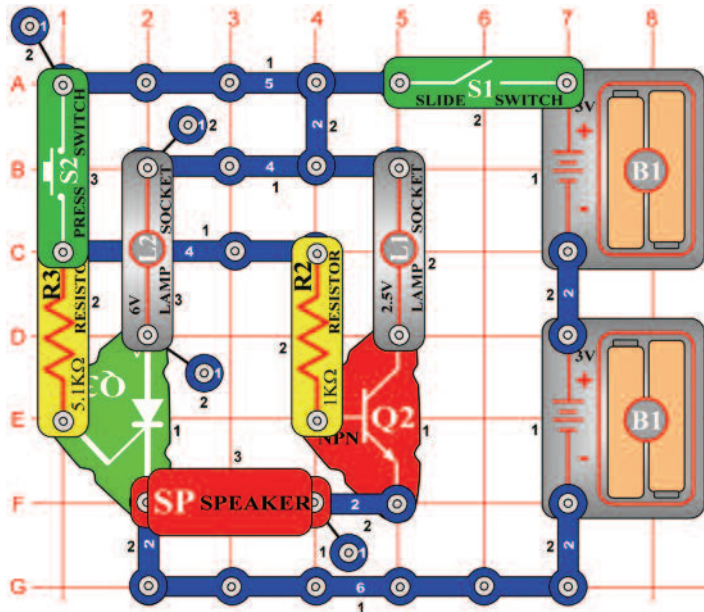 1 2 3 4 5 6 7 8
A
B
C
D
E
F
G
1
2
1
5
S1
SLIDE SWITCH
2
3V
+
-
B1
1
S2
PRESS SWITCH
3
1
2
2
2
4
1
L2
LAMP SOCKET
6V
3
L1
LAMP SOCKET
2.5V
2
1
4
R3
RESISTOR
5.1KΩ
2
R2
RESISTOR
1KΩ
2
2
2
3V
+
-
B1
1
Q3
1
1
2
Q2
NPN
1
3
SP SPEAKER
2
2
1
1
2
2
6
1
2
2